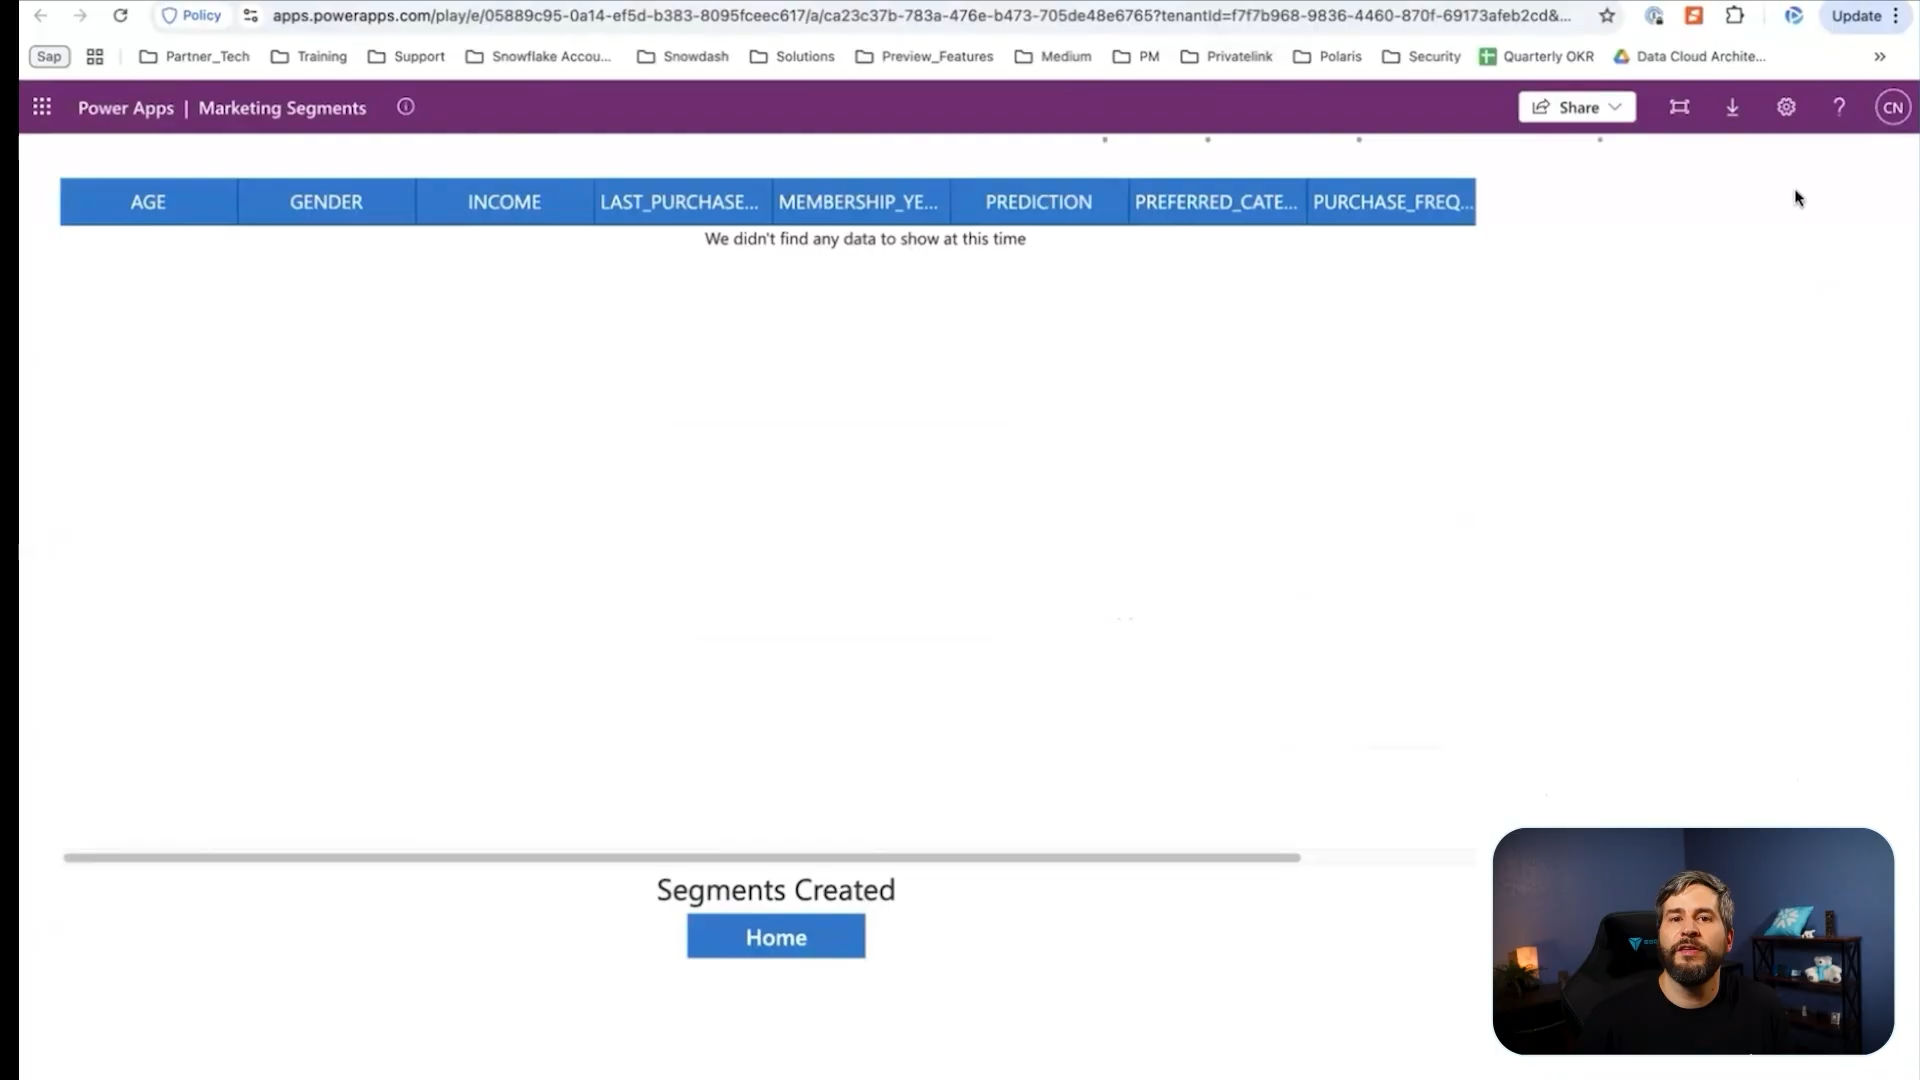 Policy
apps.powerapps.com/play/e/05889c95-0a14-ef5d-b383-8095fceec617/a/ca23c37b-783a-476e-b473-705de48e6765?tenantId=f7f7b968-9836-4460-870f-69173afeb2cd&...
Update
Sap
Partner_Tech
Training
Support
Snowflake Accou...
Snowdash
Solutions
Preview_Features
Medium
PM
Privatelink
Polaris
Security
Quarterly OKR
Data Cloud Archite...
»
Power Apps | Marketing Segments
Share
?
CN
AGE GENDER INCOME LAST_PURCHASE... MEMBERSHIP_YE... PREDICTION PREFERRED_CATE... PURCHASE_FREQ...
We didn't find any data to show at this time
Segments Created
Home